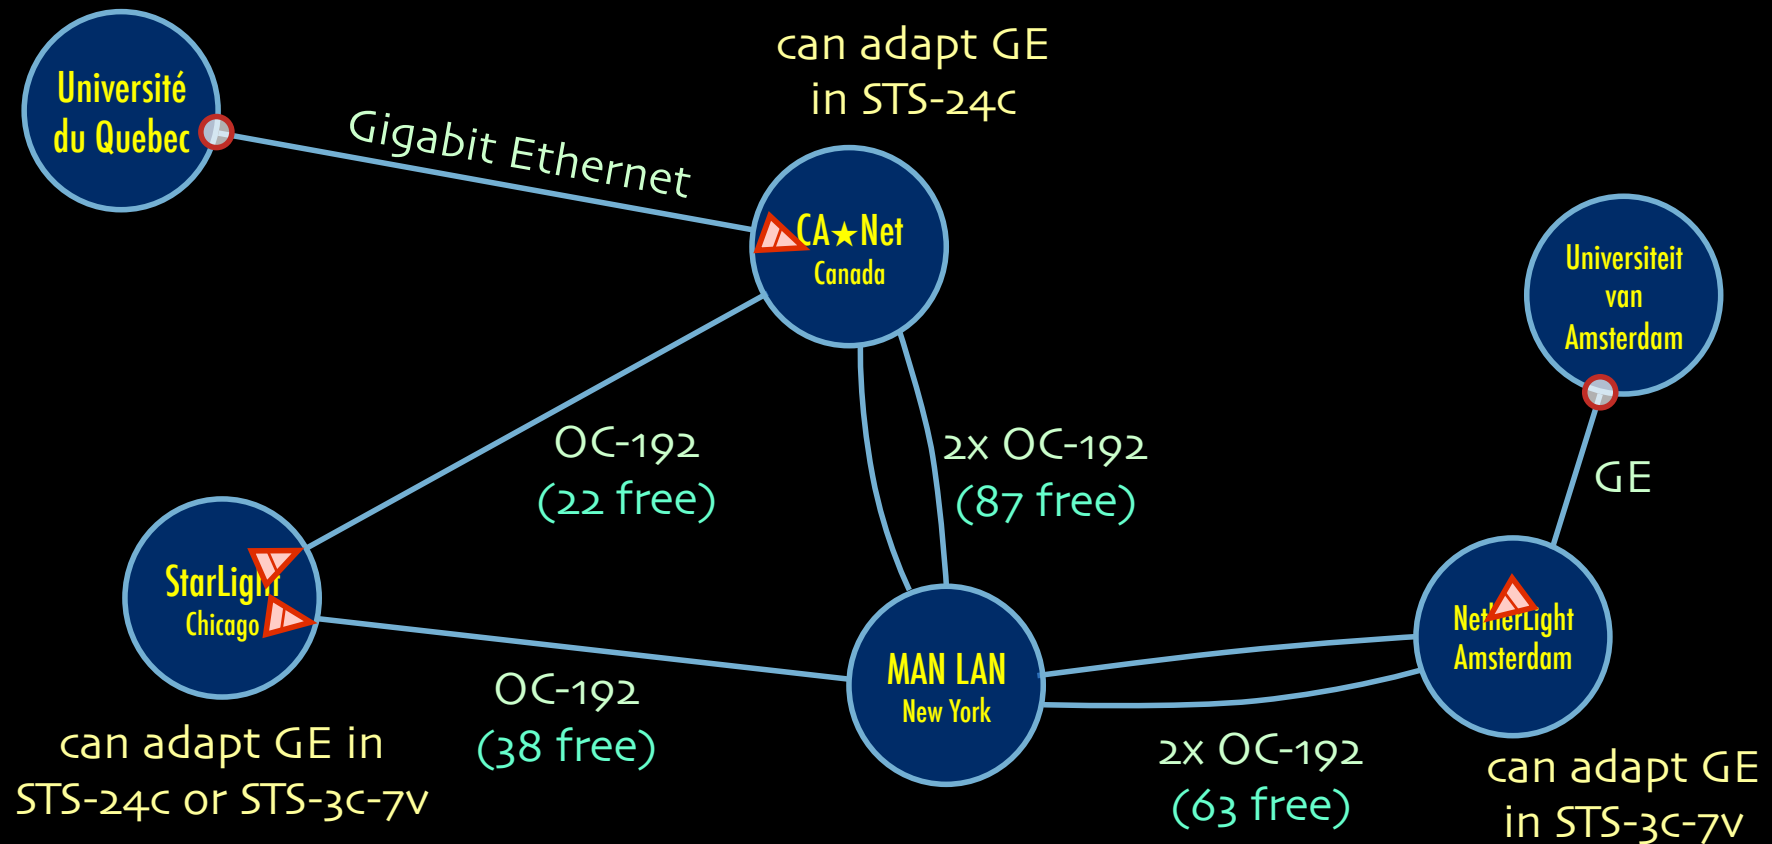 Université
du Quebec
Gigabit Ethernet
can adapt GE
in STS-24c
CA★Net
Canada
Universiteit
van
Amsterdam
OC-192
(22 free)
2x OC-192
(87 free)
GE
StarLight
Chicago
can adapt GE in
STS-24c or STS-3c-7v
OC-192
(38 free)
MAN LAN
New York
2x OC-192
(63 free)
NetherLight
Amsterdam
can adapt GE
in STS-3c-7v